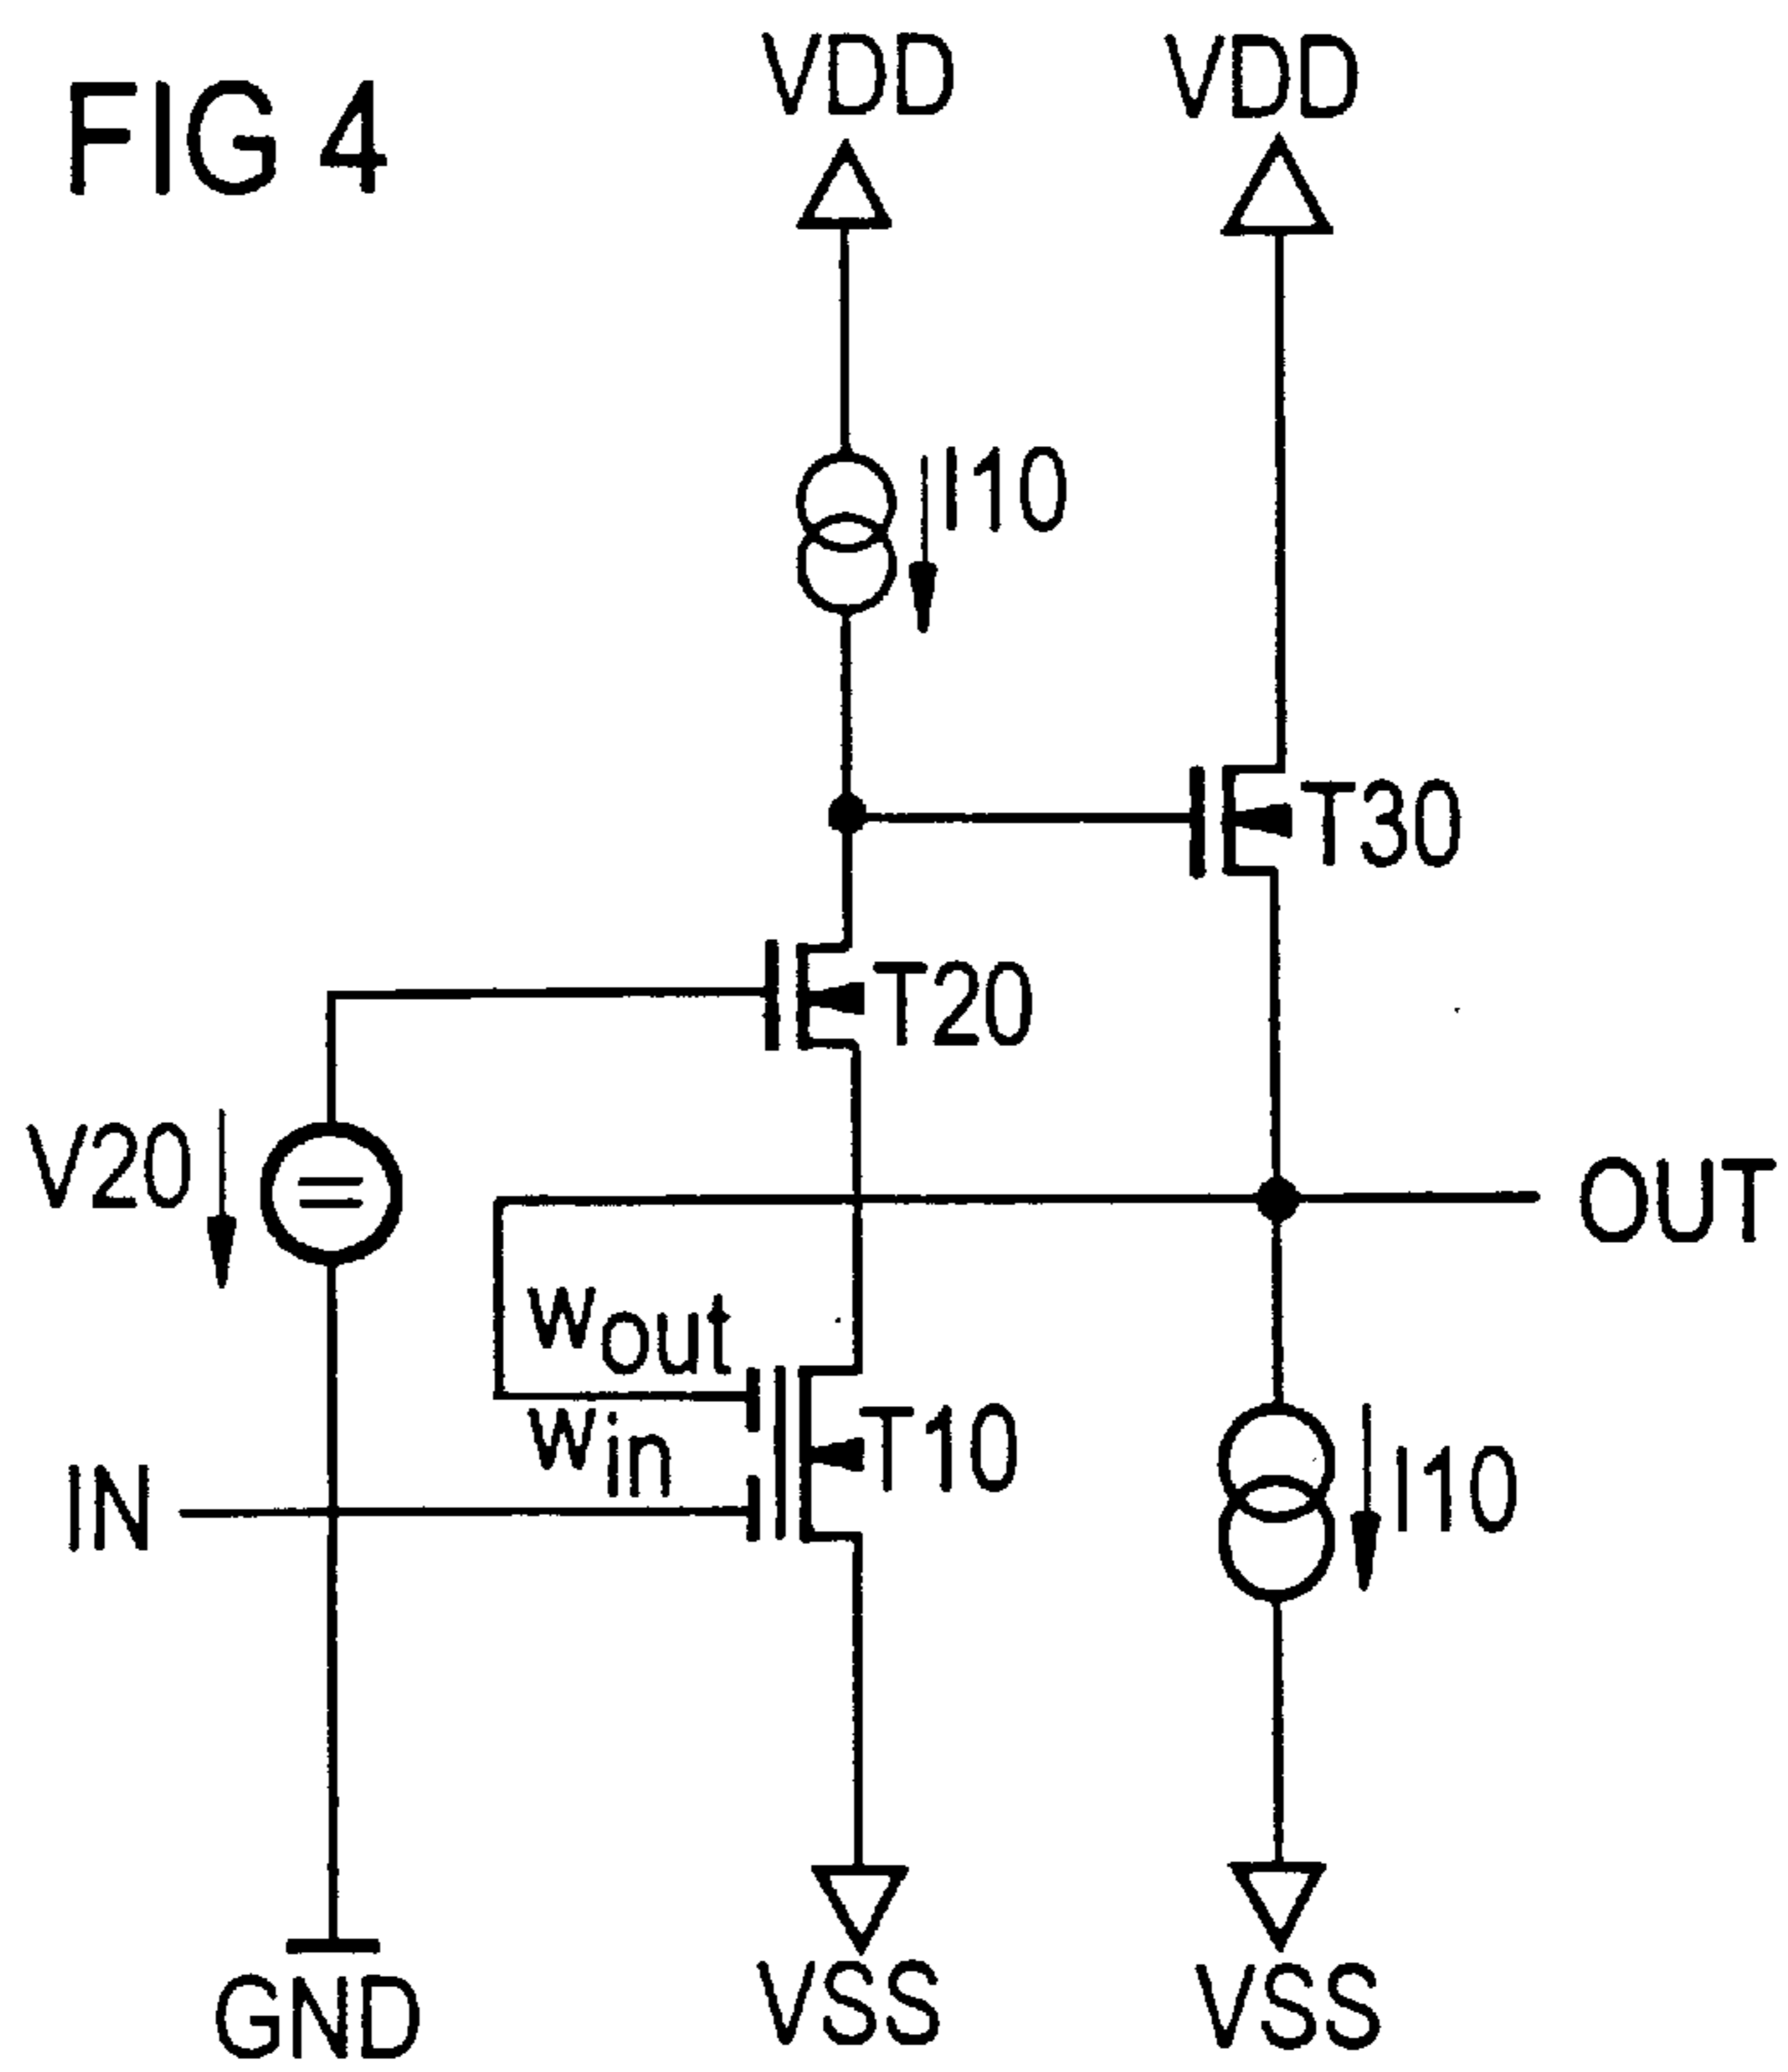 FIG 4
VDD
VDD
I10
T30
T20
V20
OUT
wout
win
T10
I10
IN
GND
VSS
VSS